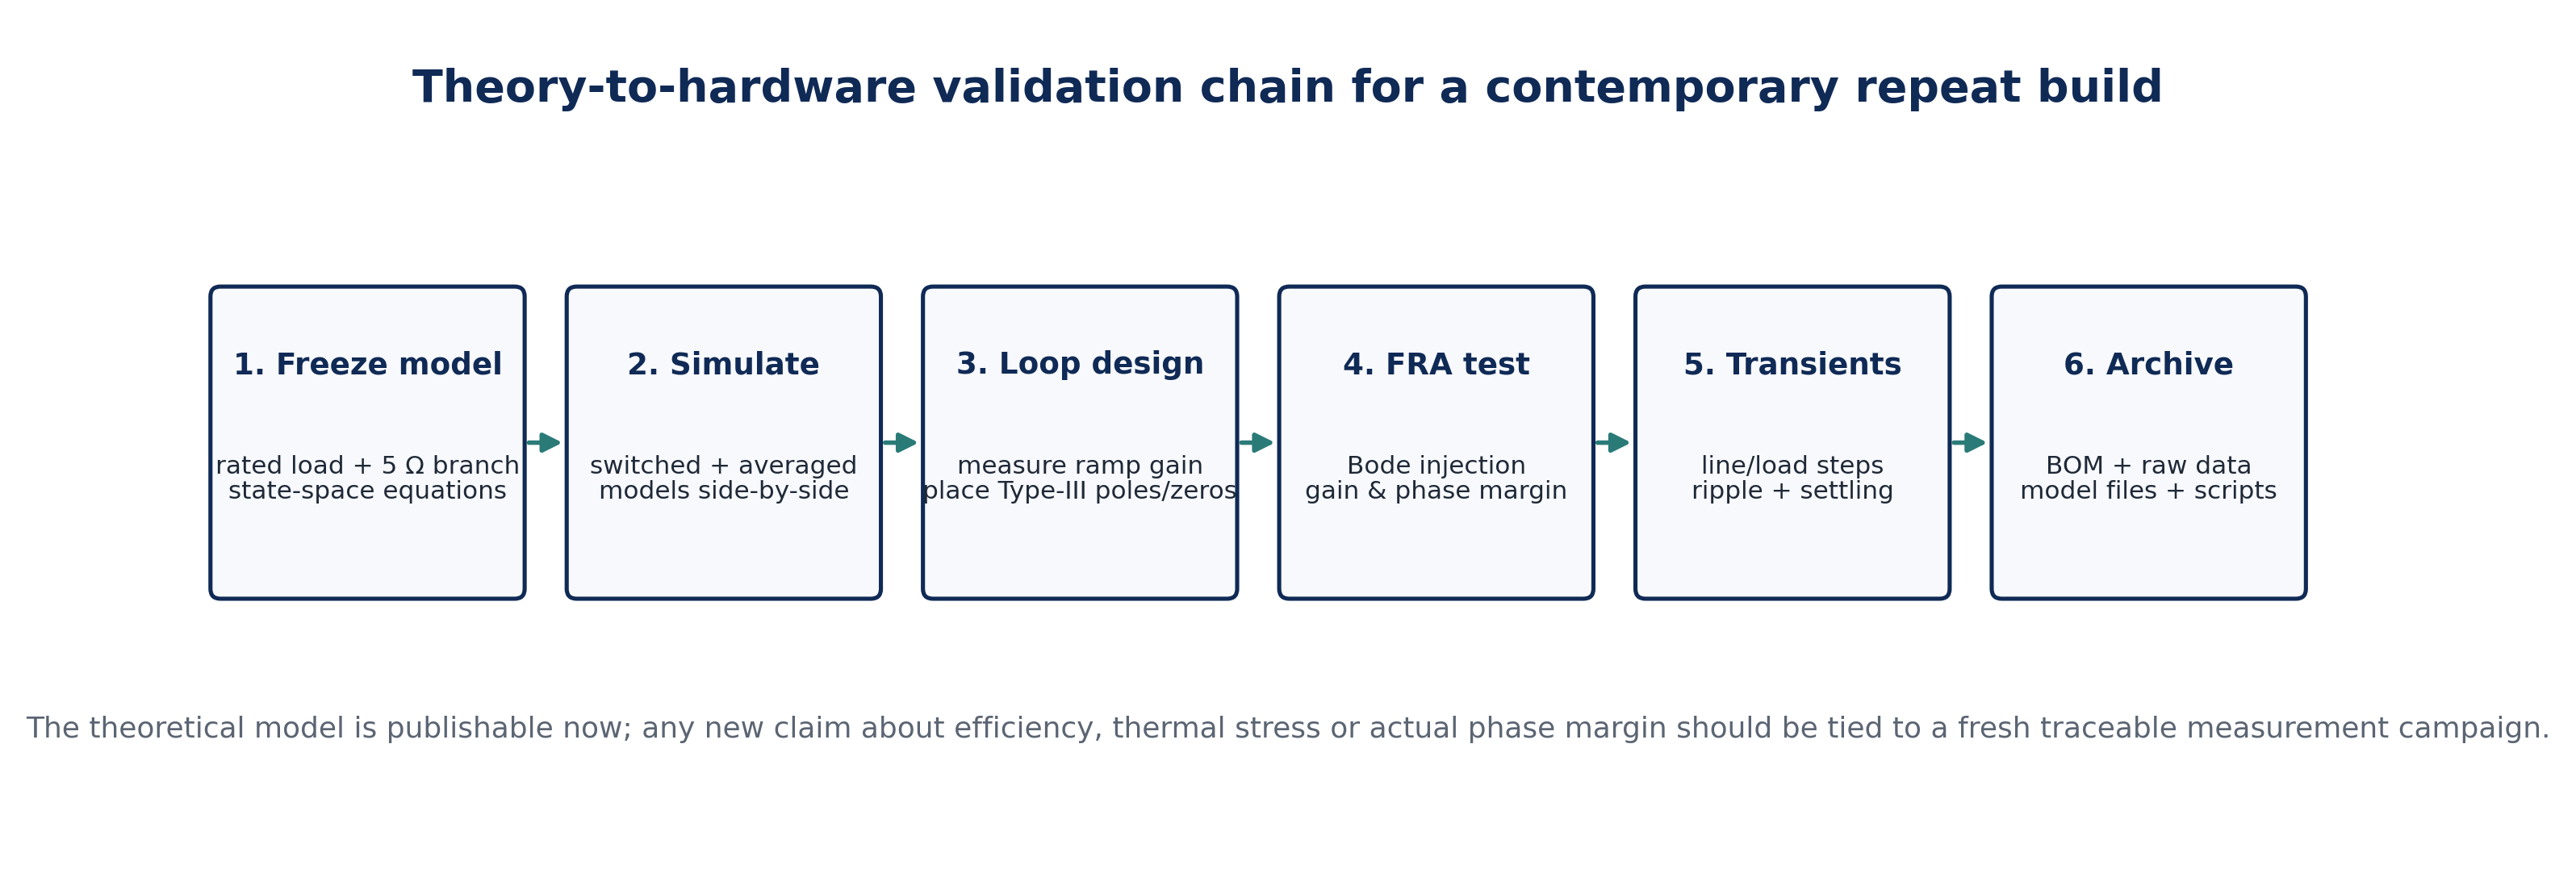 Theory-to-hardware validation chain for a contemporary repeat build
1. Freeze model
rated load + 5 Ω branch
state-space equations
2. Simulate
switched + averaged
models side-by-side
3. Loop design
measure ramp gain
place Type-III poles/zeros
4. FRA test
Bode injection
gain & phase margin
5. Transients
line/load steps
ripple + settling
6. Archive
BOM + raw data
model files + scripts
The theoretical model is publishable now; any new claim about efficiency, thermal stress or actual phase margin should be tied to a fresh traceable measurement campaign.